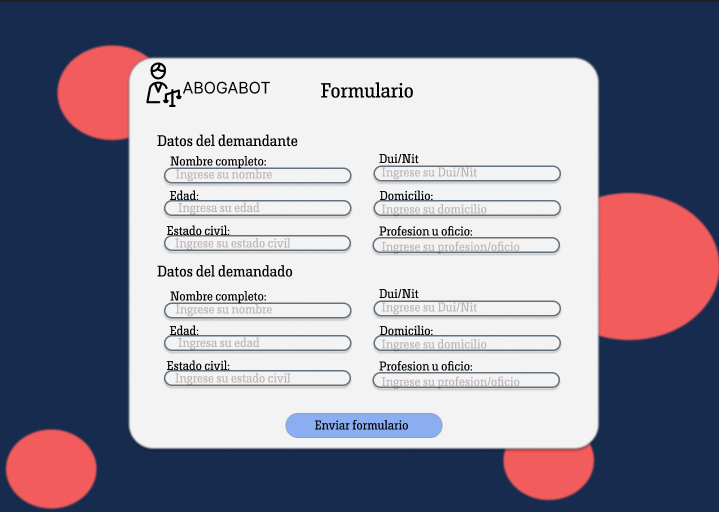 ABOGABOT
Formulario
Datos del demandante
Nombre completo:
Ingrese su nombre
Dui/Nit
Ingrese su Dui/Nit
Edad:
Ingresa su edad
Domicilio:
Ingrese su domicilio
Estado civil:
Ingrese su estado civil
Profesion u oficio:
Ingrese su profesion/oficio
Datos del demandado
Nombre completo:
Ingrese su nombre
Dui/Nit
Ingrese su Dui/Nit
Edad:
Ingresa su edad
Domicilio:
Ingrese su domicilio
Estado civil:
Ingrese su estado civil
Profesion u oficio:
Ingrese su profesion/oficio
Enviar formulario